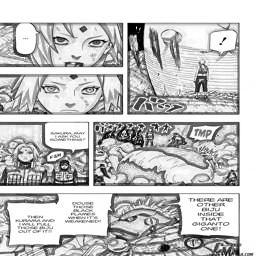 !
...
TMP
SAKURA, MAY
I ASK YOU
SOMETHING?
THERE ARE
OTHER
BIJU
INSIDE
THAT
GIGANTO
ONE!
DOUSE
THOSE
BLACK
FLAMES
WHEN IT'S
WEAKENED!
THEN
KURAMA AND
I WILL FULL
THOSE BIJU
OUT OF IT!!